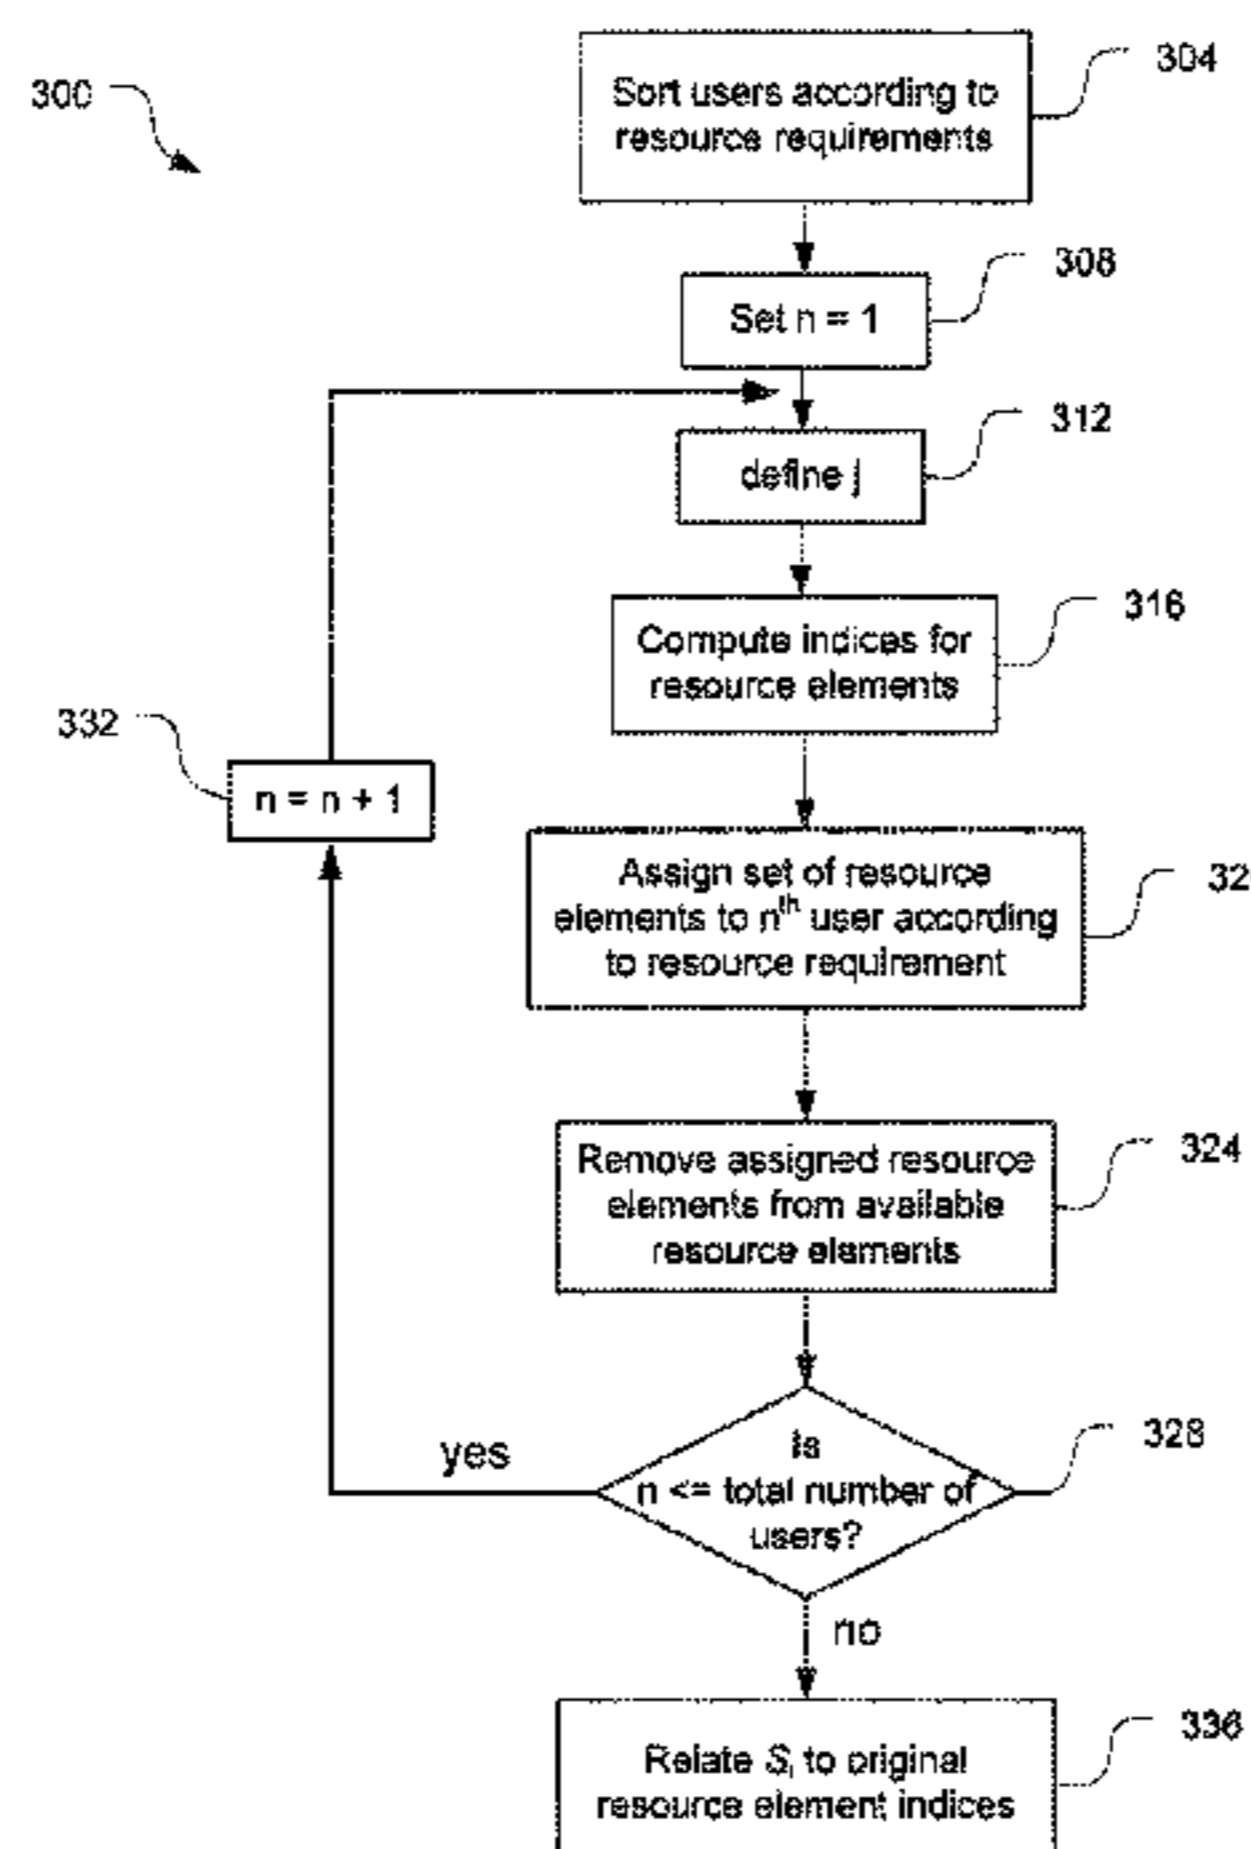 300
304
Sort users according to
resource requirements
308
Set n = 1
312
define j
316
Compute indices for
resource elements
332
n = n + 1
Assign set of resource
elements to nth user according
to resource requirement
32
Remove assigned resource
elements from available
resource elements
324
yes
Is
n <= total number of
users?
328
no
Relate Si to original
resource element indices
336